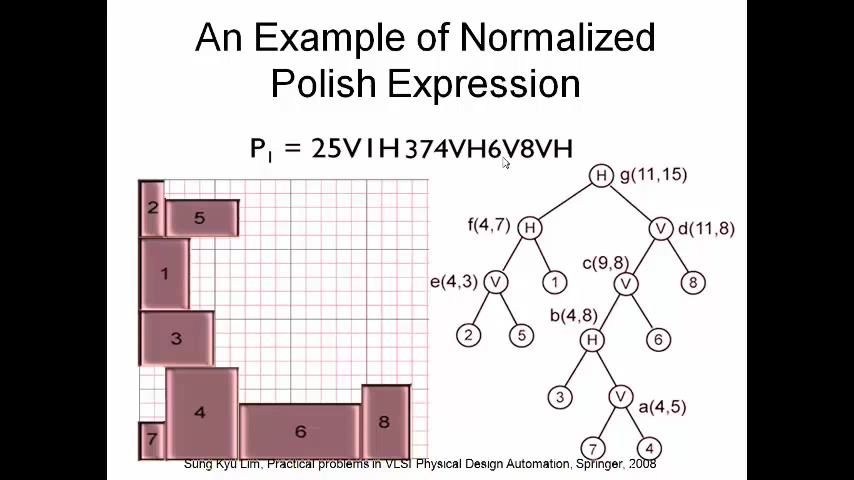 An Example of Normalized
Polish Expression
P1 = 25V1H374VH6V8VH
2
5
1
3
4
7
6
8
H g(11,15)
f(4,7) H
V d(11,8)
c(9,8)
e(4,3) V
1
V
8
b(4,8)
2
5
H
6
3
V a(4,5)
7
4
Sung Kyu Lim, Practical problems in VLSI Physical Design Automation, Springer, 2008